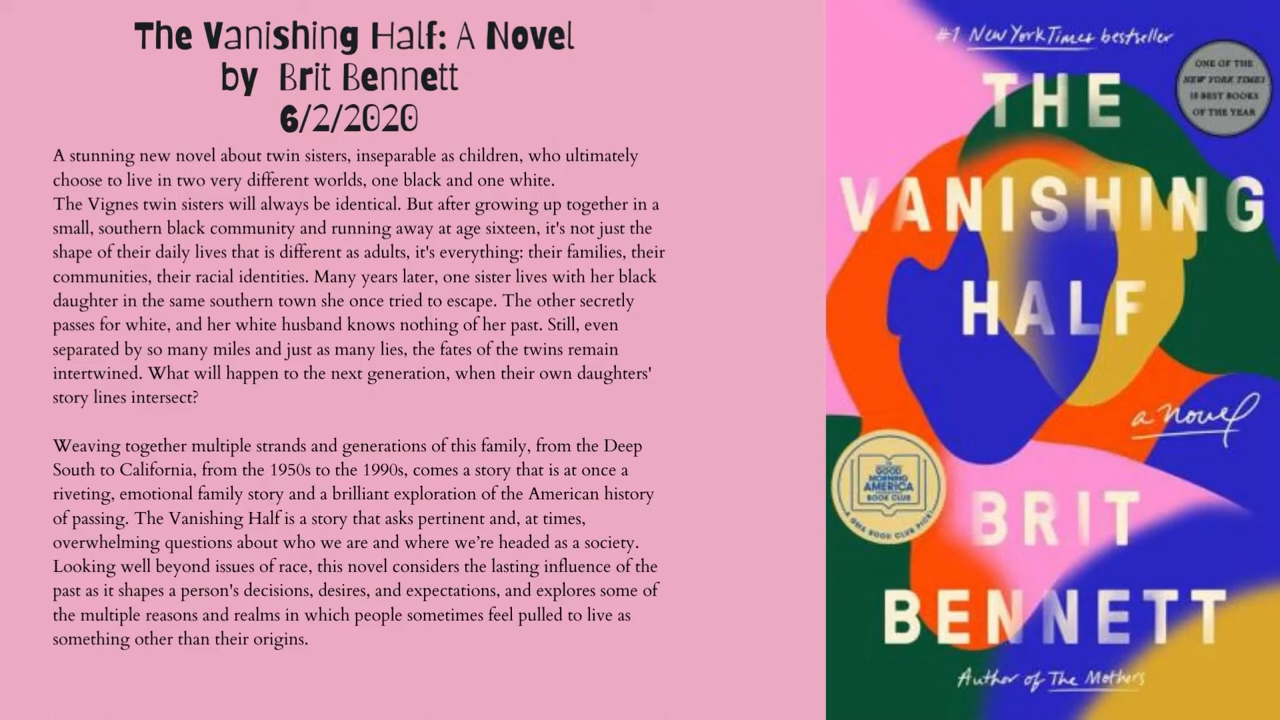 The Vanishing Half: A Novel
by Brit Bennett
6/2/2020
A stunning new novel about twin sisters, inseparable as children, who ultimately
choose to live in two very different worlds, one black and one white.
The Vignes twin sisters will always be identical. But after growing up together in a
small, southern black community and running away at age sixteen, it's not just the
shape of their daily lives that is different as adults, it's everything: their families, their
communities, their racial identities. Many years later, one sister lives with her black
daughter in the same southern town she once tried to escape. The other secretly
passes for white, and her white husband knows nothing of her past. Still, even
separated by so many miles and just as many lies, the fates of the twins remain
intertwined. What will happen to the next generation, when their own daughters'
story lines intersect?
Weaving together multiple strands and generations of this family, from the Deep
South to California, from the 1950s to the 1990s, comes a story that is at once a
riveting, emotional family story and a brilliant exploration of the American history
of passing. The Vanishing Half is a story that asks pertinent and, at times,
overwhelming questions about who we are and where we're headed as a society.
Looking well beyond issues of race, this novel considers the lasting influence of the
past as it shapes a person's decisions, desires, and expectations, and explores some of
the multiple reasons and realms in which people sometimes feel pulled to live as
something other than their origins.
#1 New York Times bestseller
ONE OF THE
NEW YORK TIMES
10 BEST BOOKS
OF THE YEAR
THE
VANISHING
HALF
a novel
GOOD
MORNING
AMERICA
BOOK CLUB
A GMA BOOK CLUB PICK
BRIT
BENNETT
Author of The Mothers